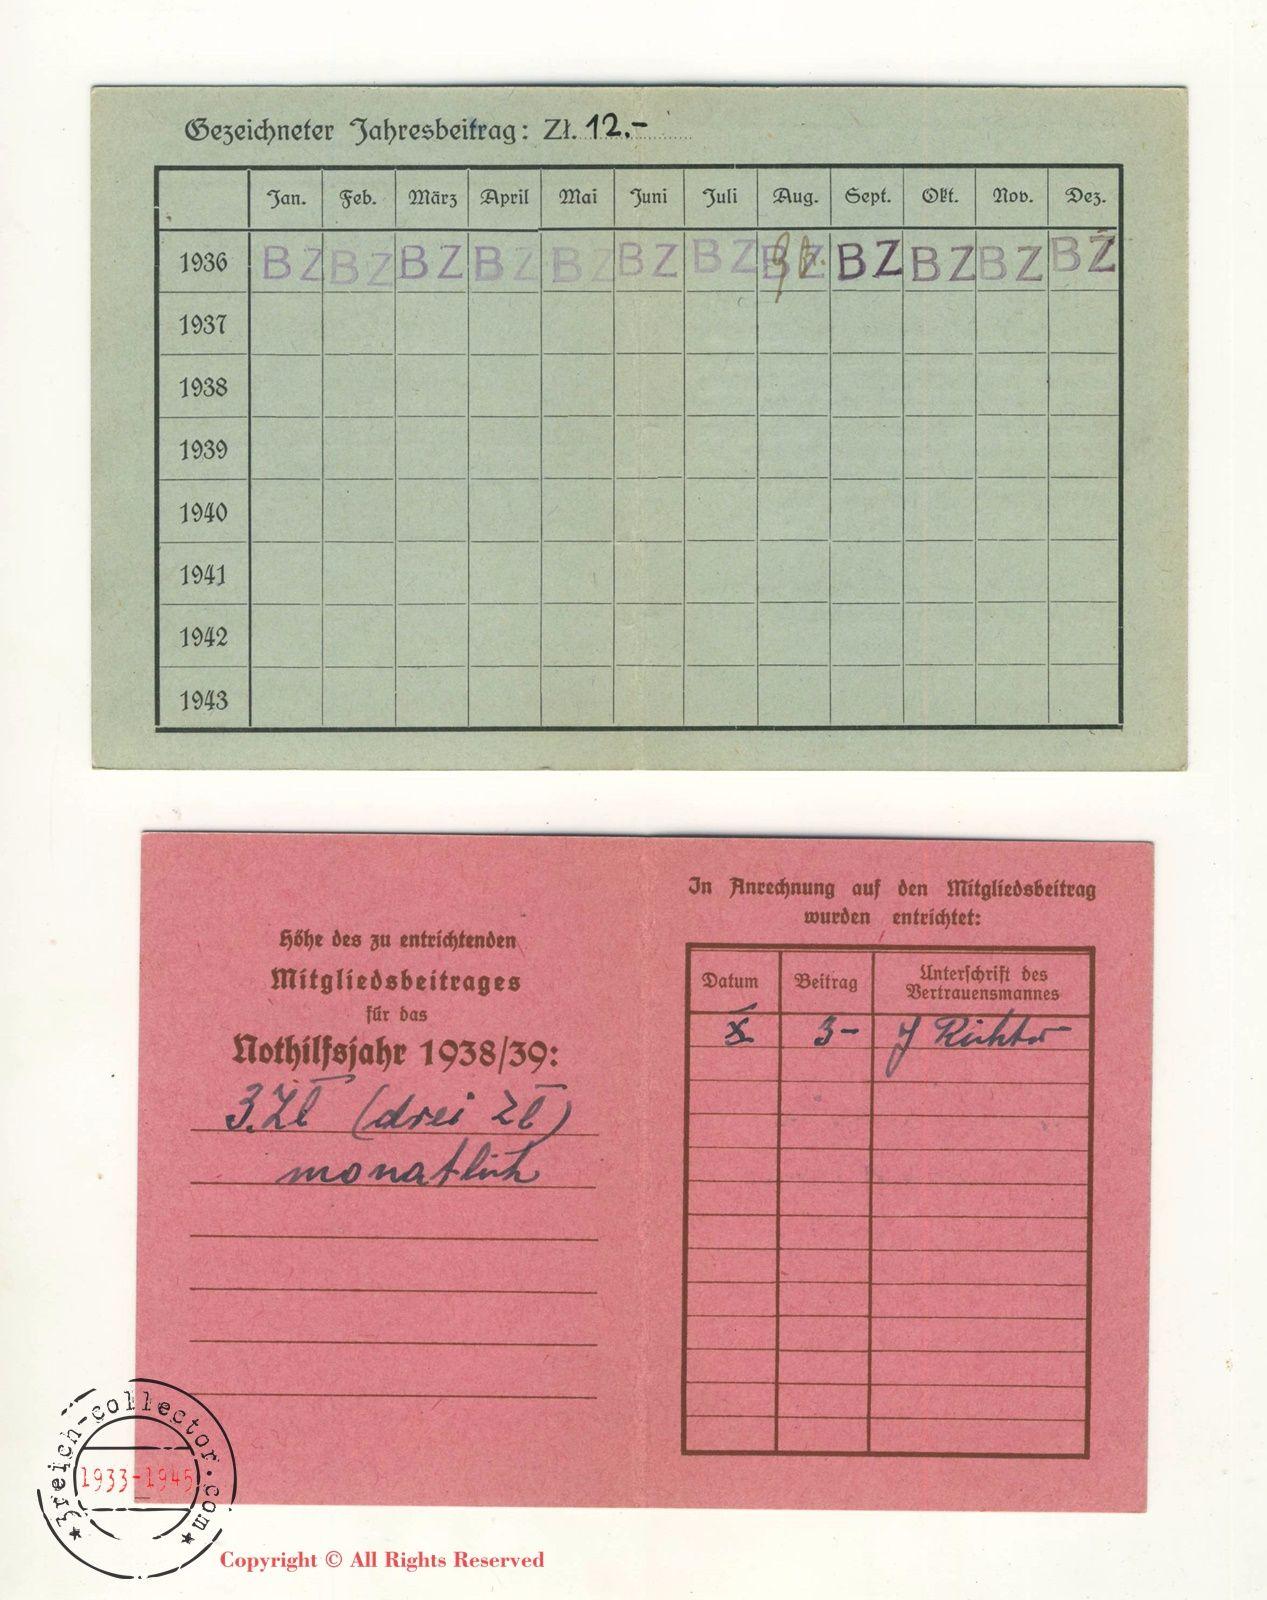 Gezeichneter Jahresbeitrag: Zł. 12.-
Jan. Feb. März April Mai Juni Juli Aug. Sept. Okt. Nov. Dez.
1936 BZ BZ BZ BZ BZ BZ BZ BZ BZ BZ BZ BZ
1937
1938
1939
1940
1941
1942
1943
Höhe des zu entrichtenden
Mitgliedsbeitrages
für das
Nothilfsjahr 1938/39:
3.Zł (drei Zł)
monatlich
In Anrechnung auf den Mitgliedsbeitrag
wurden entrichtet:
Datum Beitrag Unterschrift des
Vertrauensmannes
X 3- J Richter
3reich-collector.com
1933-1945
Copyright © All Rights Reserved